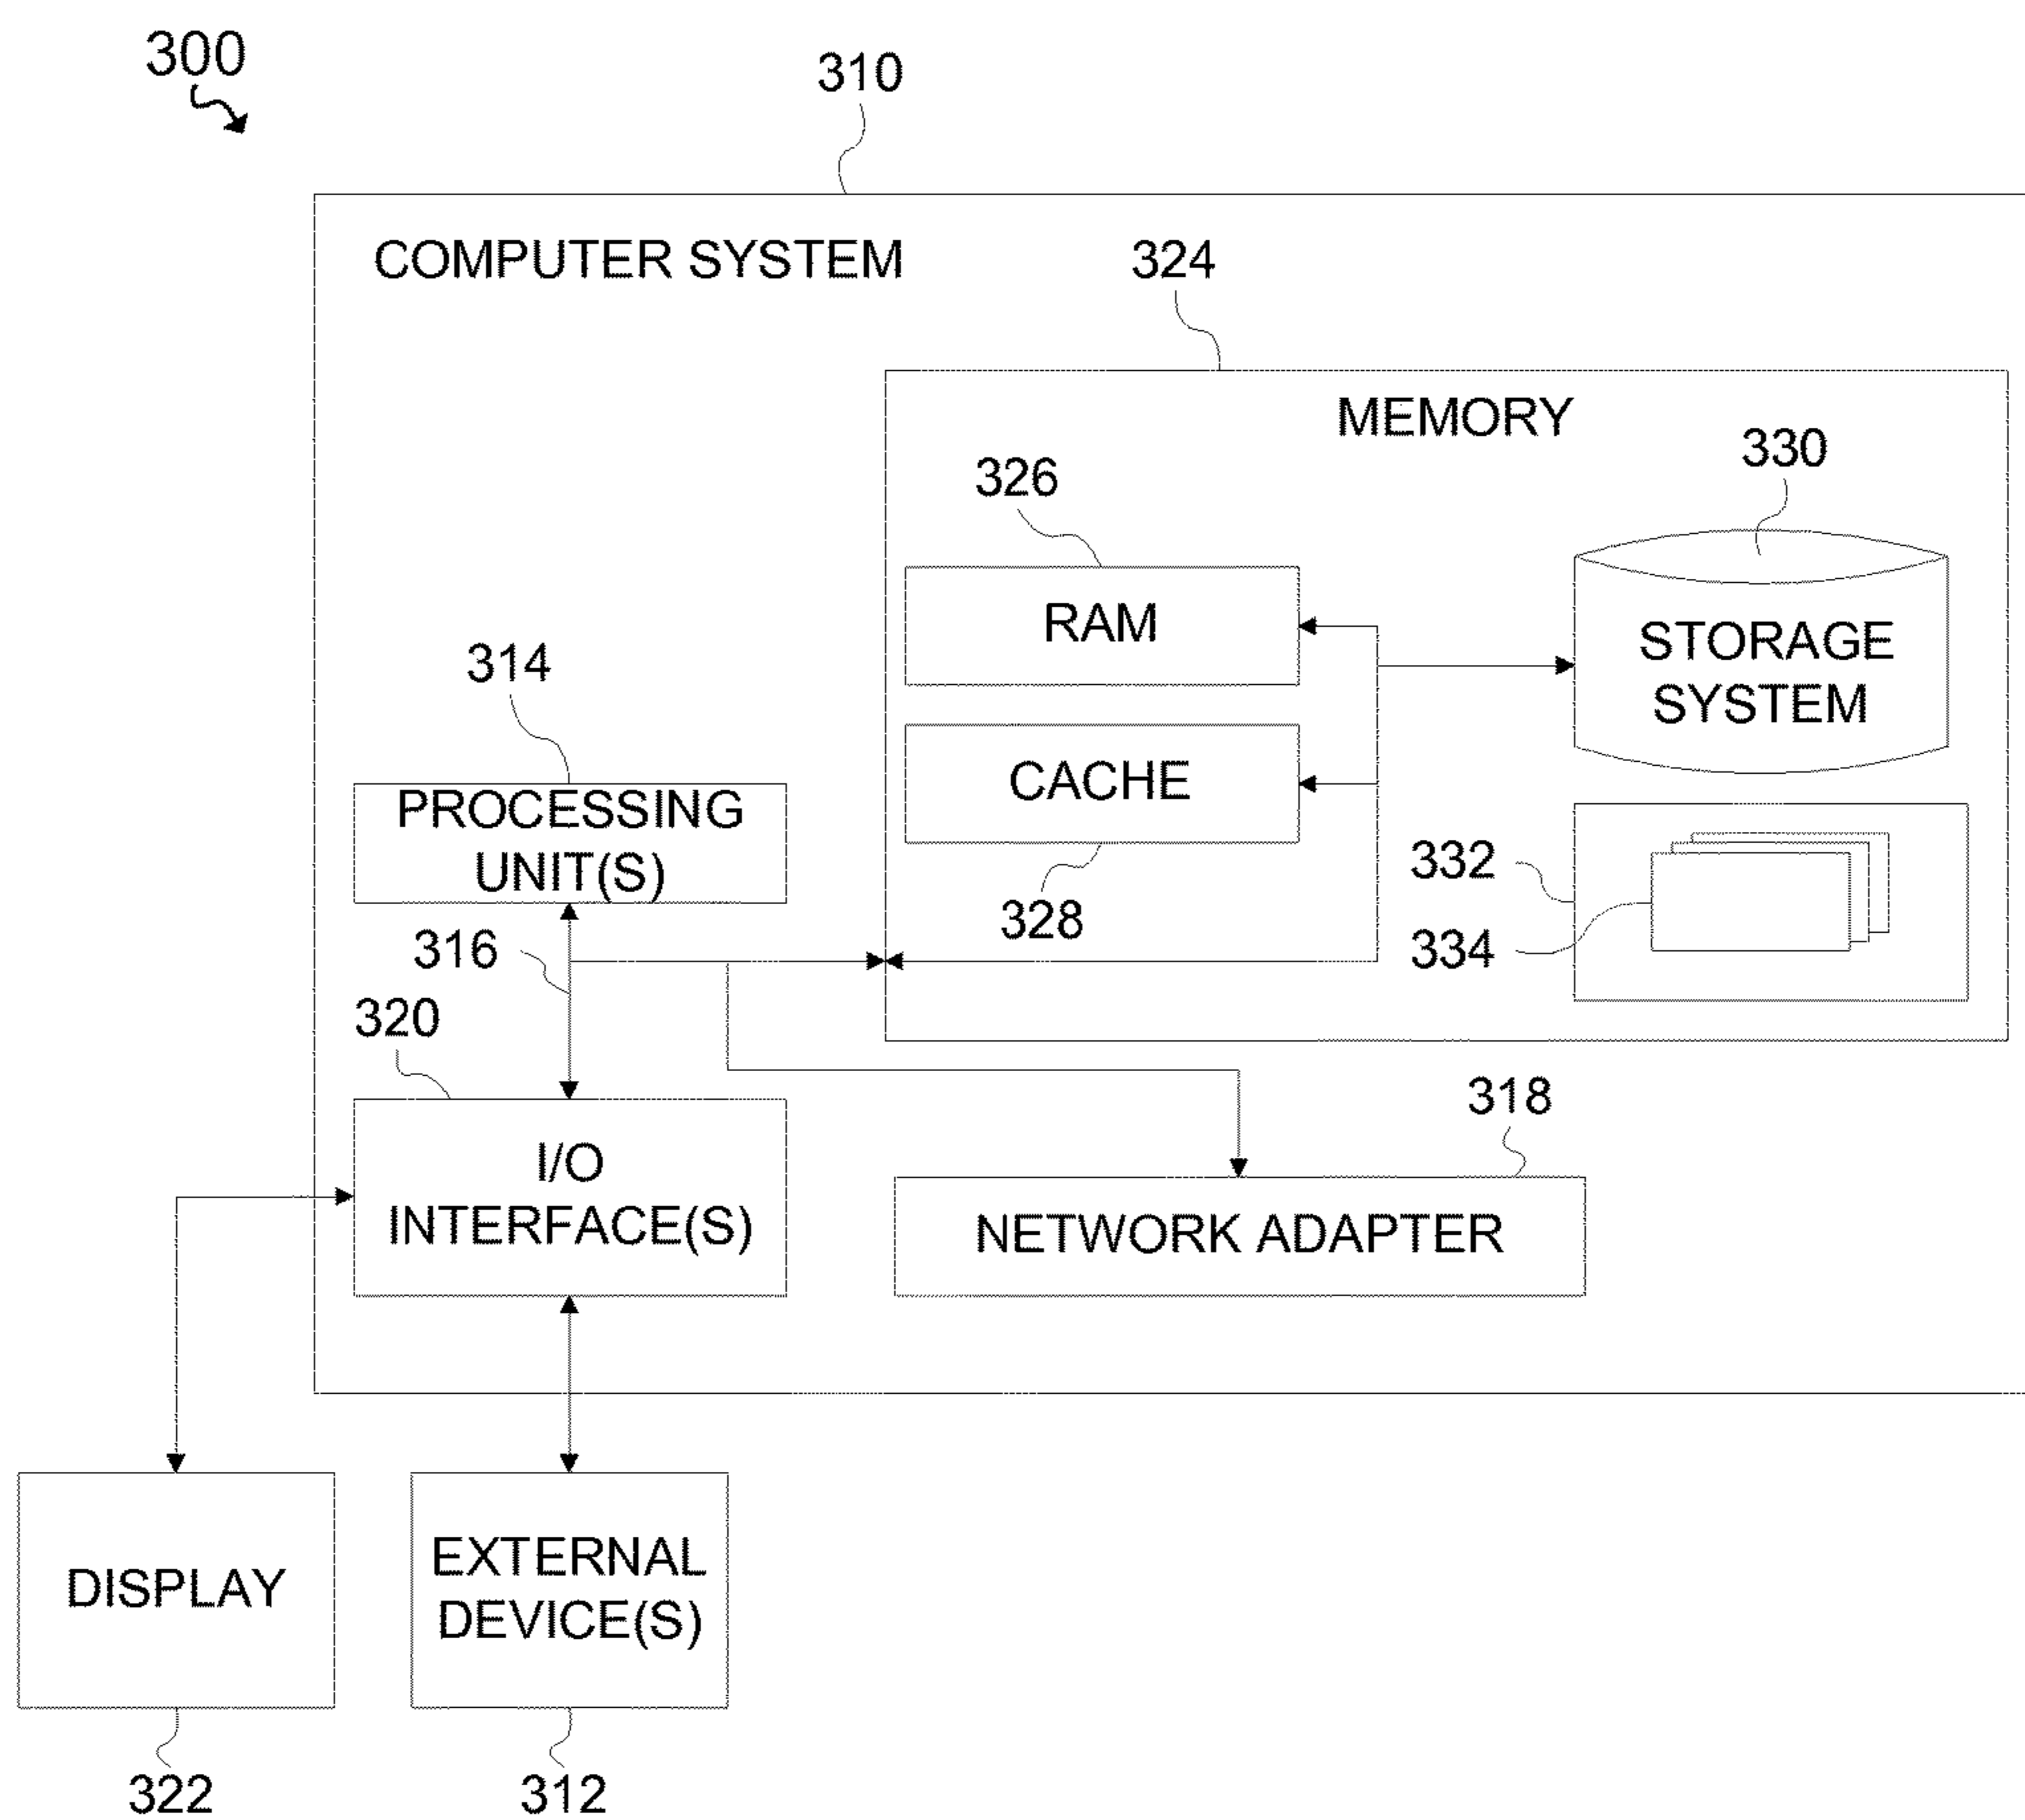 300
310
COMPUTER SYSTEM
324
MEMORY
330
326
RAM
STORAGE
SYSTEM
314
CACHE
PROCESSING
UNIT(S)
332
328
334
316
320
318
I/O
INTERFACE(S)
NETWORK ADAPTER
EXTERNAL
DEVICE(S)
DISPLAY
322
312